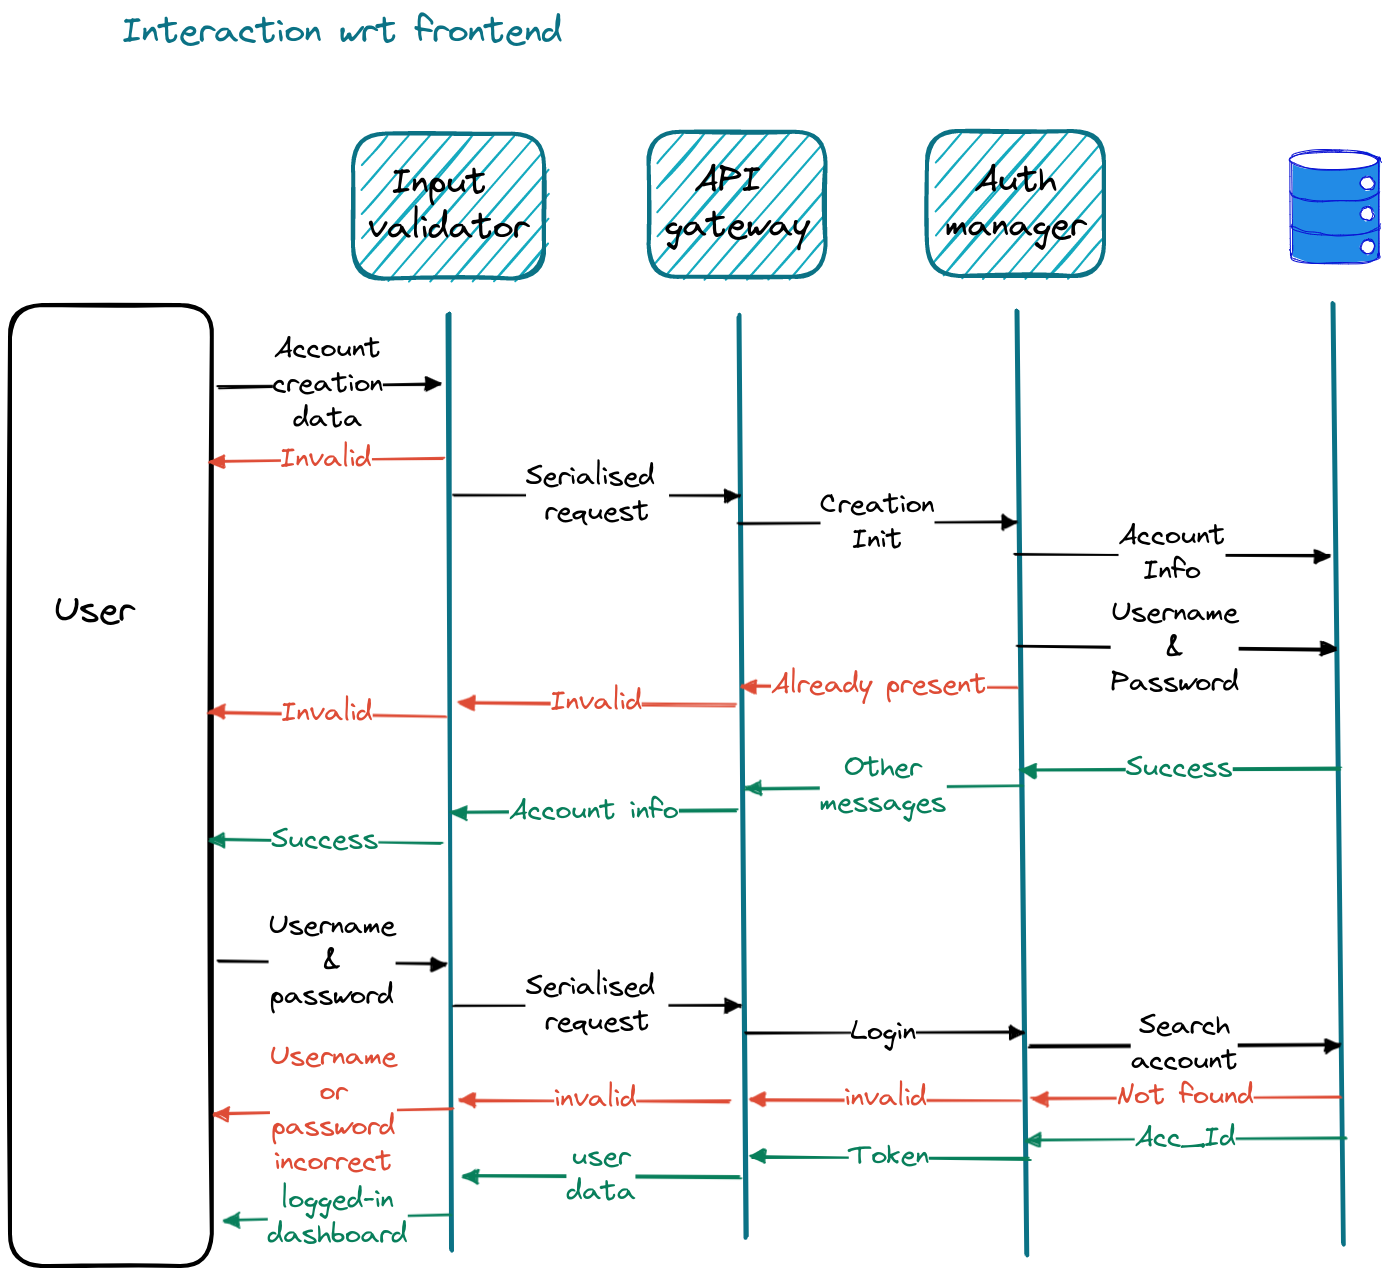 Interaction wrt frontend
Input
validator
API
gateway
Auth
manager
User
Account
creation
data
Invalid
Serialised
request
Creation
Init
Account
Info
Username
&
Password
Already present
Invalid
Invalid
Success
Other
messages
Account info
Success
Username
&
password
Serialised
request
Login
Search
account
Not found
invalid
invalid
Username
or
password
incorrect
Acc_Id
Token
user
data
logged-in
dashboard